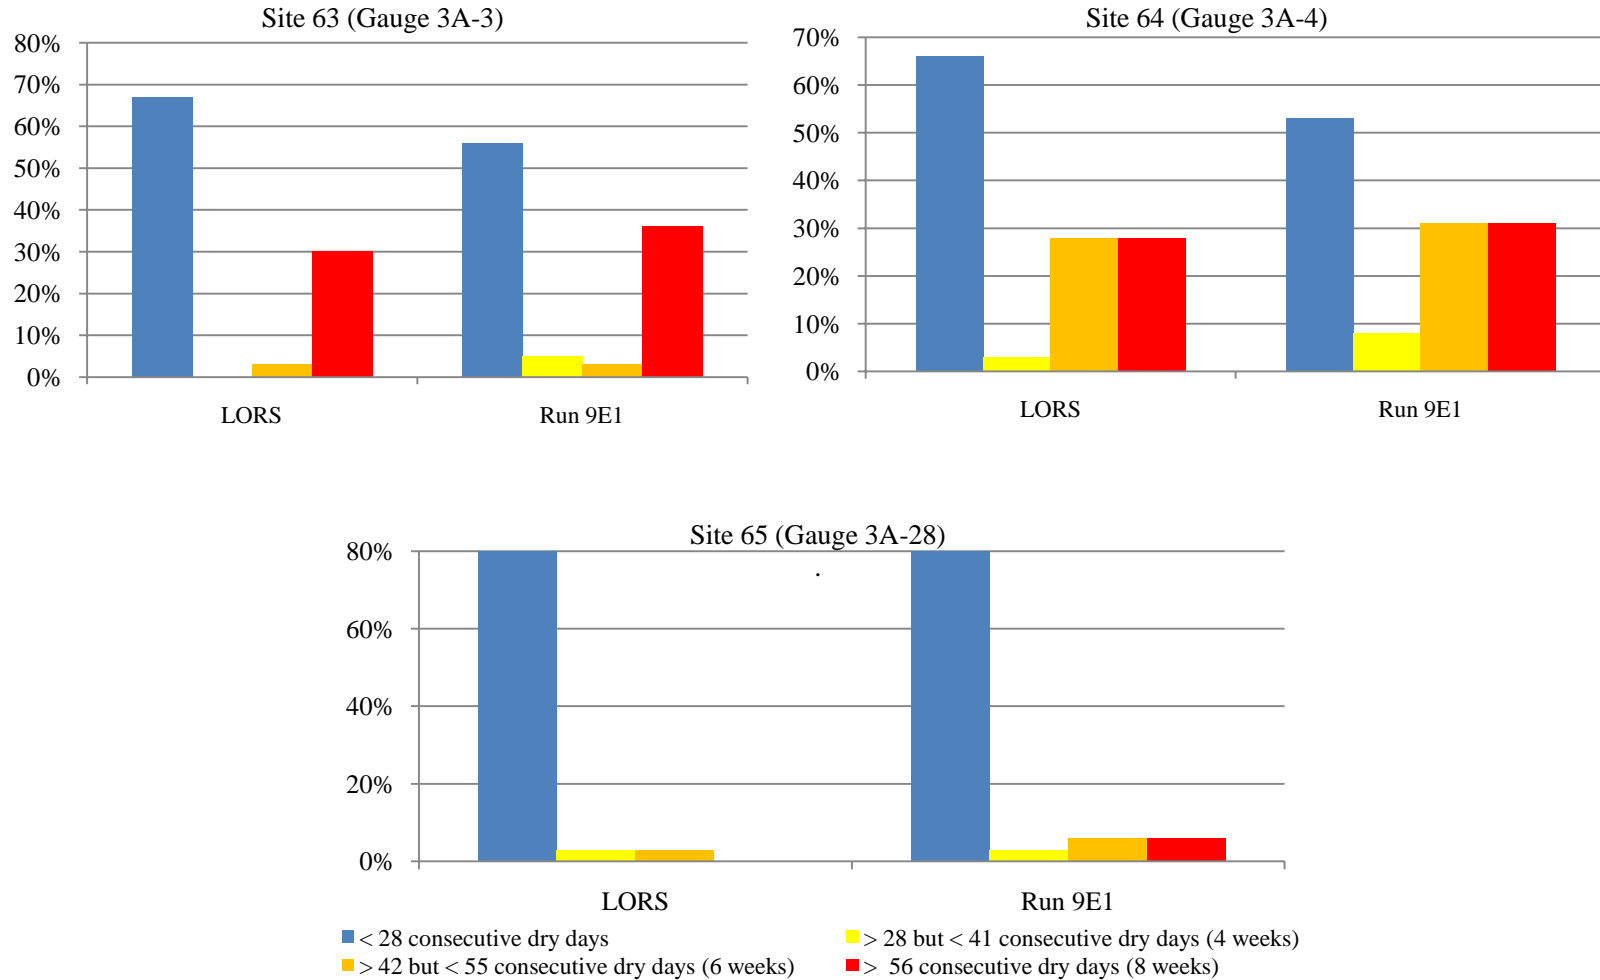 Site 63 (Gauge 3A-3)
80%
70%
60%
50%
40%
30%
20%
10%
0%
LORS Run 9E1
Site 64 (Gauge 3A-4)
70%
60%
50%
40%
30%
20%
10%
0%
LORS Run 9E1
Site 65 (Gauge 3A-28)
.
80%
60%
40%
20%
0%
LORS Run 9E1
< 28 consecutive dry days > 28 but < 41 consecutive dry days (4 weeks)
> 42 but < 55 consecutive dry days (6 weeks) > 56 consecutive dry days (8 weeks)